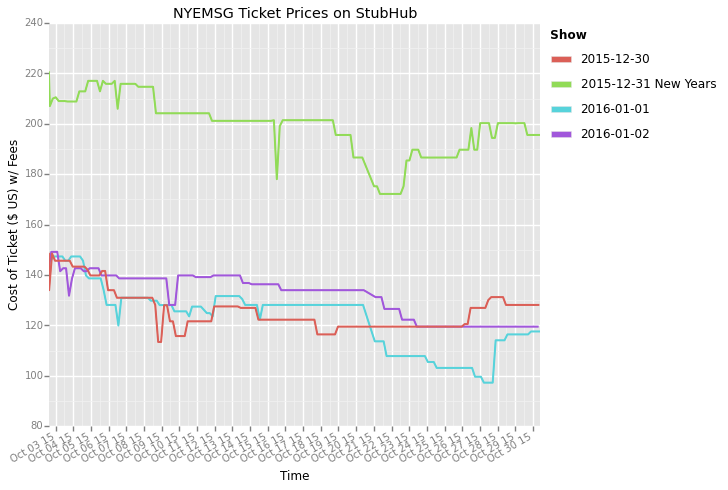 NYEMSG Ticket Prices on StubHub
Cost of Ticket ($ US) w/ Fees
240
220
200
180
160
140
120
100
80
Oct 03 15
Oct 04 15
Oct 05 15
Oct 06 15
Oct 07 15
Oct 08 15
Oct 09 15
Oct 10 15
Oct 11 15
Oct 12 15
Oct 13 15
Oct 14 15
Oct 15 15
Oct 16 15
Oct 17 15
Oct 18 15
Oct 19 15
Oct 20 15
Oct 21 15
Oct 22 15
Oct 23 15
Oct 24 15
Oct 25 15
Oct 26 15
Oct 27 15
Oct 28 15
Oct 29 15
Oct 30 15
Time
Show
2015-12-30
2015-12-31 New Years
2016-01-01
2016-01-02